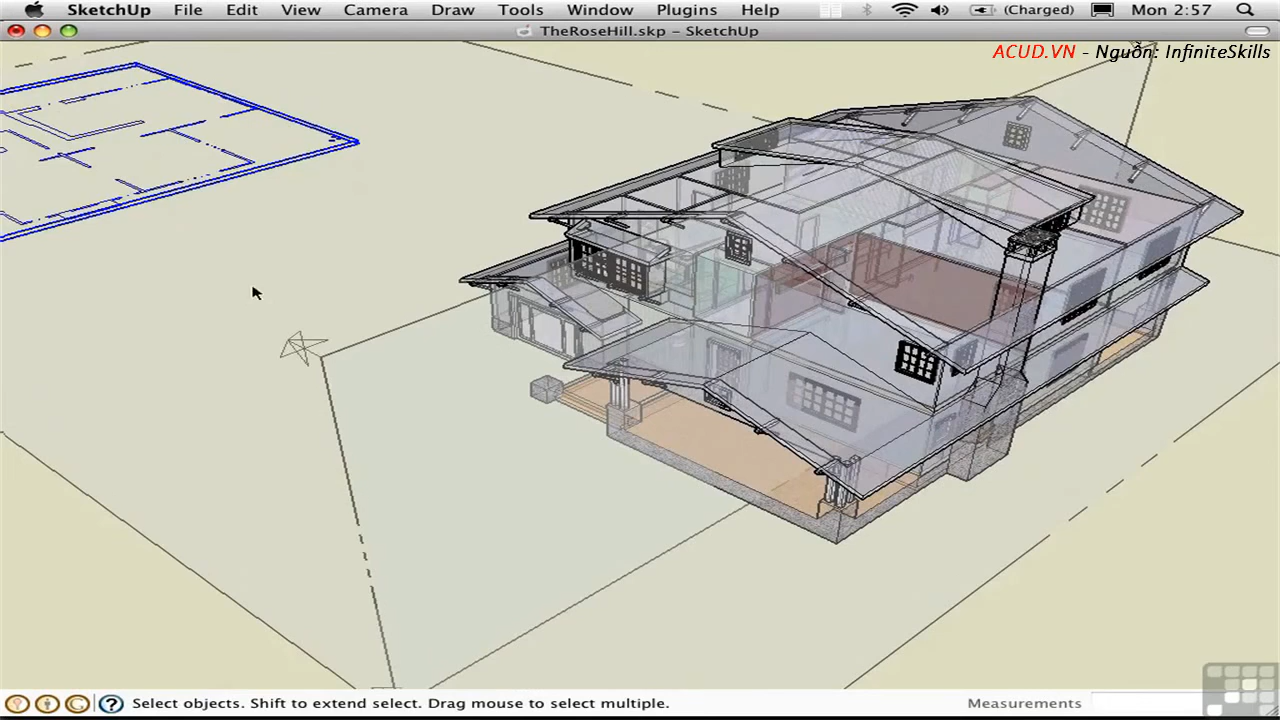 SketchUp File Edit View Camera Draw Tools Window Plugins Help (Charged) Mon 2:57
TheRoseHill.skp – SketchUp
ACUD.VN - Nguồn: InfiniteSkills
Select objects. Shift to extend select. Drag mouse to select multiple. Measurements